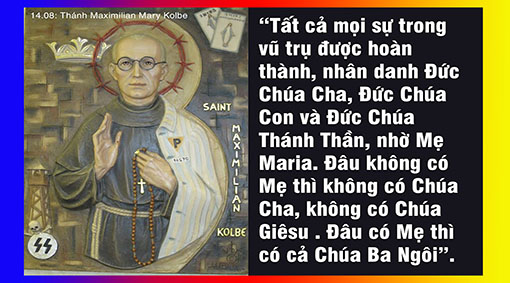 14.08: Thánh Maximilian Mary Kolbe
SAINT
MAXIMILIAN
KOLBE
P
“Tất cả mọi sự trong
vũ trụ được hoàn
thành, nhân danh Đức
Chúa Cha, Đức Chúa
Con và Đức Chúa
Thánh Thần, nhờ Mẹ
Maria. Đâu không có
Mẹ thì không có Chúa
Cha, không có Chúa
Giêsu . Đâu có Mẹ thì
có cả Chúa Ba Ngôi”.